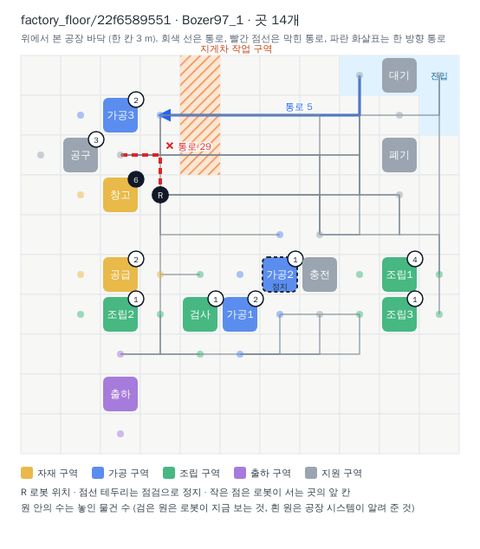 factory_floor/22f6589551 · Bozer97_1 · 곳 14개
위에서 본 공장 바닥 (한 칸 3 m). 회색 선은 통로, 빨간 점선은 막힌 통로, 파란 화살표는 한 방향 통로
지게차 작업 구역
대기
2
통로 5
가공3
3
공구
✕ 통로 29
폐기
6
창고
R
2
공급
1
가공2
정지
충전
4
조립1
2
조립2
1
검사
2
가공1
1
조립3
출하
자재 구역
가공 구역
조립 구역
출하 구역
지원 구역
R 로봇 위치 · 점선 테두리는 점검으로 정지 · 작은 점은 로봇이 서는 곳의 앞 칸
원 안의 수는 놓인 물건 수 (검은 원은 로봇이 지금 보는 것, 흰 원은 공장 시스템이 알려 준 것)